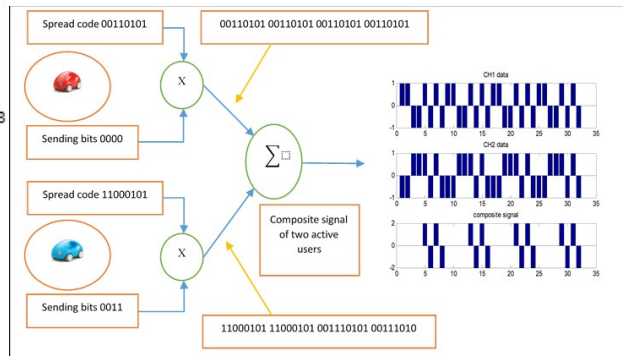 Spread code 00110101
00110101 00110101 00110101 00110101
X
Sending bits 0000
∑
Spread code 11000101
Composite signal
of two active
users
X
Sending bits 0011
11000101 11000101 001110101 00111010
CH1 data
1
0
-1
0 5 10 15 20 25 30 35
CH2 data
1
0
-1
0 5 10 15 20 25 30 35
composite signal
2
0
-2
0 5 10 15 20 25 30 35